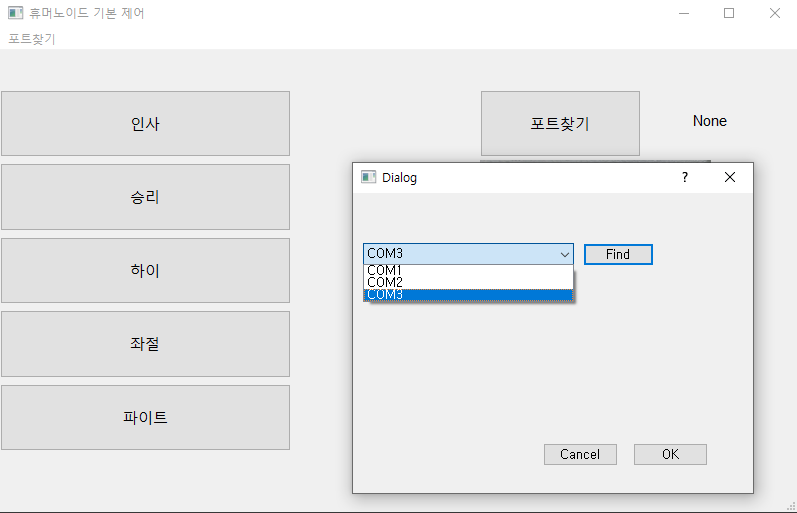 휴머노이드 기본 제어
포트찾기
인사
승리
하이
좌절
파이트
포트찾기
None
Dialog
?
COM3
Find
COM1
COM2
COM3
Cancel
OK